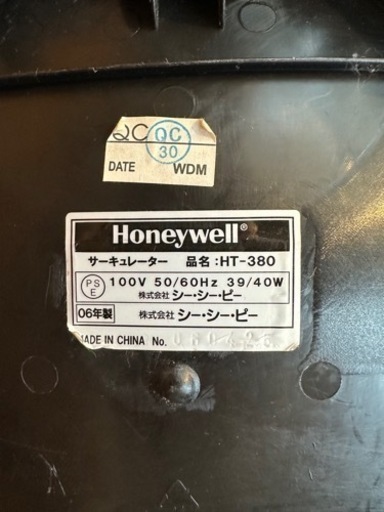 QC QC
30
DATE WDM
Honeywell
サーキュレーター 品名:HT-380
PS
E 100V 50/60Hz 39/40W
株式会社 シー・シー・ピー
06年製 株式会社 シー・シー・ピー
MADE IN CHINA No.